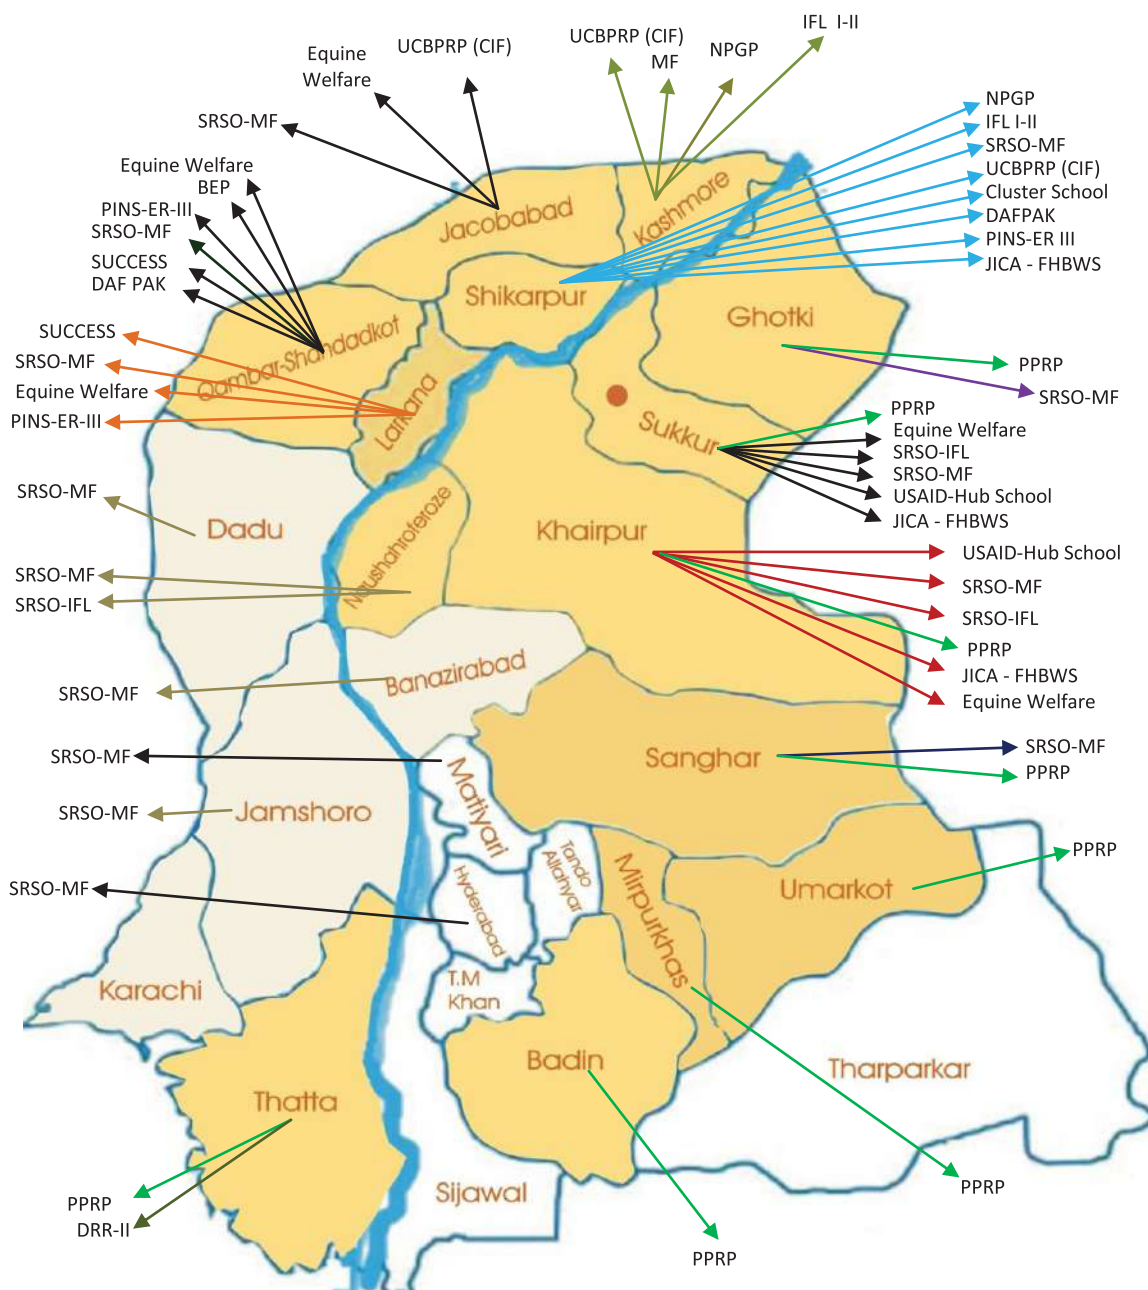 IFL I-II
UCBPRP (CIF)
MF
NPGP
UCBPRP (CIF)
Equine
Welfare
SRSO-MF
NPGP
IFL I-II
SRSO-MF
UCBPRP (CIF)
Cluster School
DAFPAK
PINS-ER III
JICA - FHBWS
Equine Welfare
BEP
PINS-ER-III
SRSO-MF
SUCCESS
DAF PAK
Jacobabad
Kashmore
Shikarpur
Ghotki
Qambar-Shahdadkot
Larkana
Sukkur
SUCCESS
SRSO-MF
Equine Welfare
PINS-ER-III
PPRP
SRSO-MF
PPRP
Equine Welfare
SRSO-IFL
SRSO-MF
USAID-Hub School
JICA - FHBWS
SRSO-MF
Dadu
Khairpur
Naushahroferoze
SRSO-MF
SRSO-IFL
USAID-Hub School
SRSO-MF
SRSO-IFL
PPRP
JICA - FHBWS
Equine Welfare
SRSO-MF
Banazirabad
Sanghar
SRSO-MF
PPRP
SRSO-MF
Matiyari
SRSO-MF
Jamshoro
Tando
Allahyar
Mirpurkhas
Umarkot
PPRP
SRSO-MF
Hyderabad
Karachi
T.M
Khan
Badin
Tharparkar
Thatta
Sijawal
PPRP
DRR-II
PPRP
PPRP